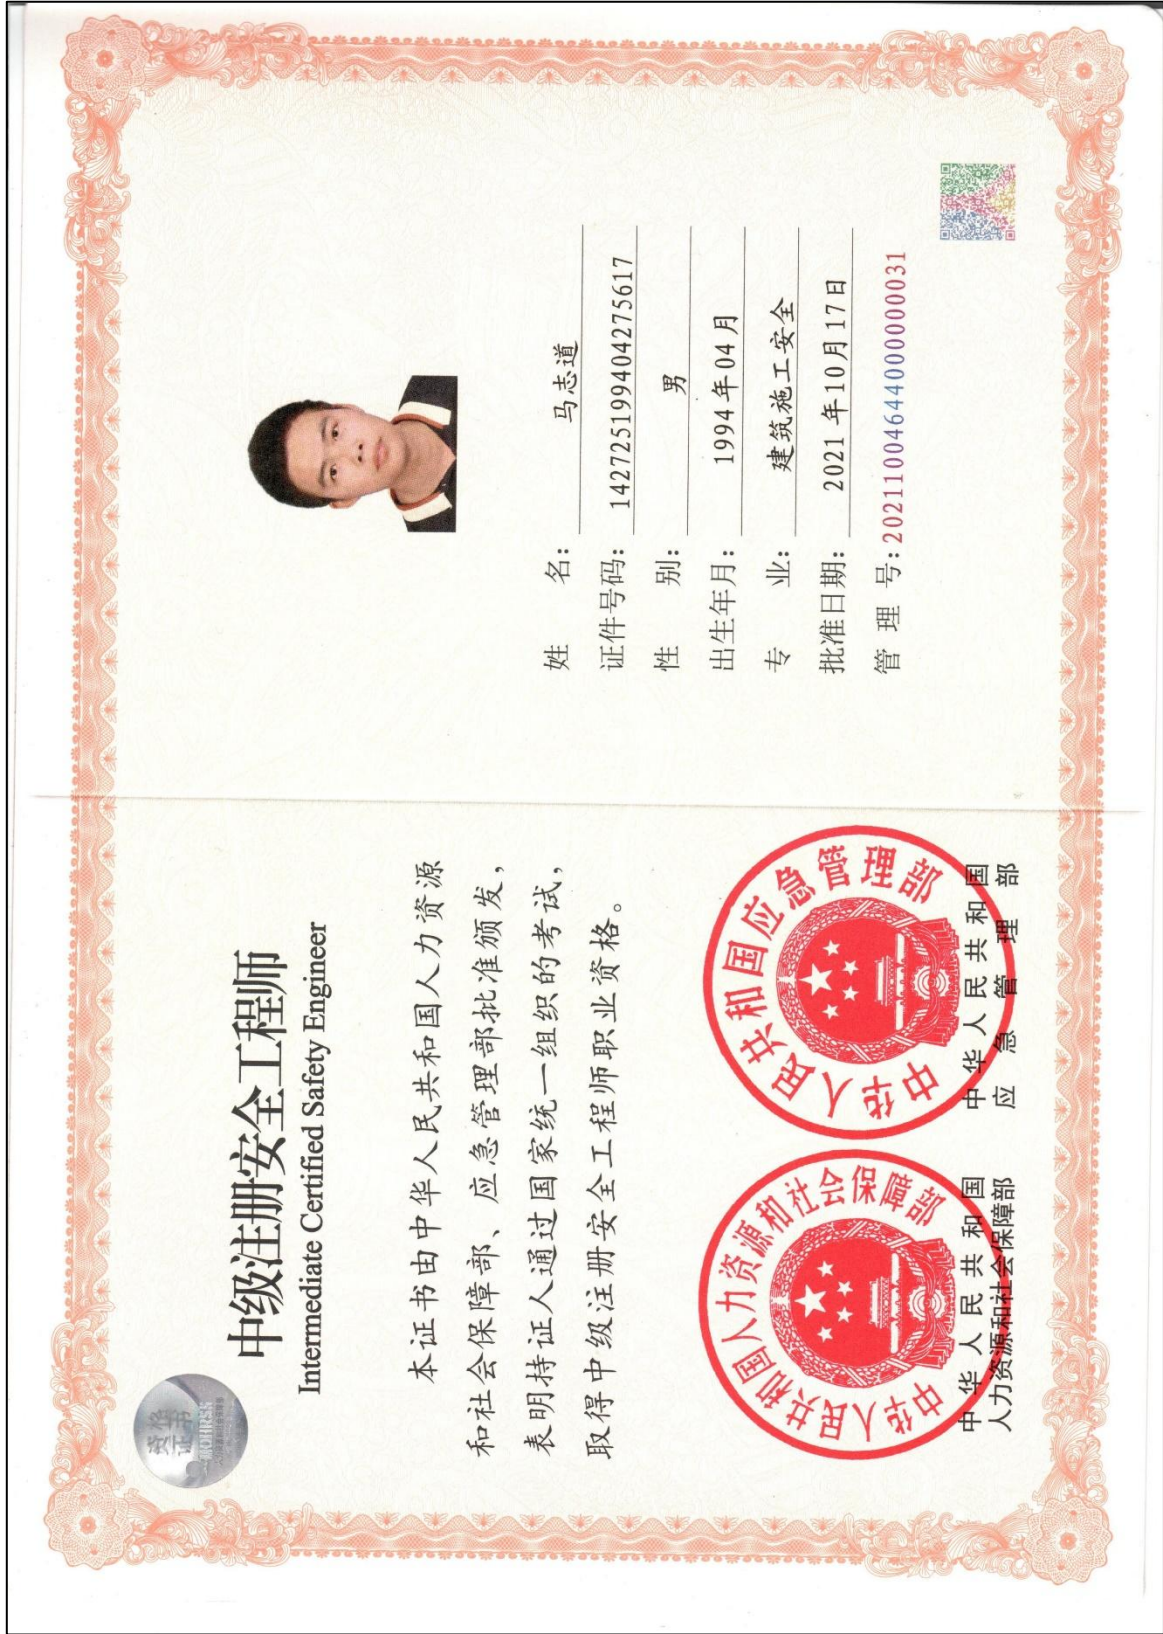 资格
证书
中级注册安全工程师
Intermediate Certified Safety Engineer
本证书由中华人民共和国人力资源
和社会保障部、应急管理部批准颁发,
表明持证人通过国家统一组织的考试,
取得中级注册安全工程师职业资格。
中华人民共和国人力资源和社会保障部
中华人民共和国
人力资源和社会保障部
中华人民共和国应急管理部
中华人民共和国
应急管理部
姓 名: 马志道
证件号码: 142725199404275617
性 别: 男
出生年月: 1994年04月
专 业: 建筑施工安全
批准日期: 2021年10月17日
管 理 号: 20211004644000000031